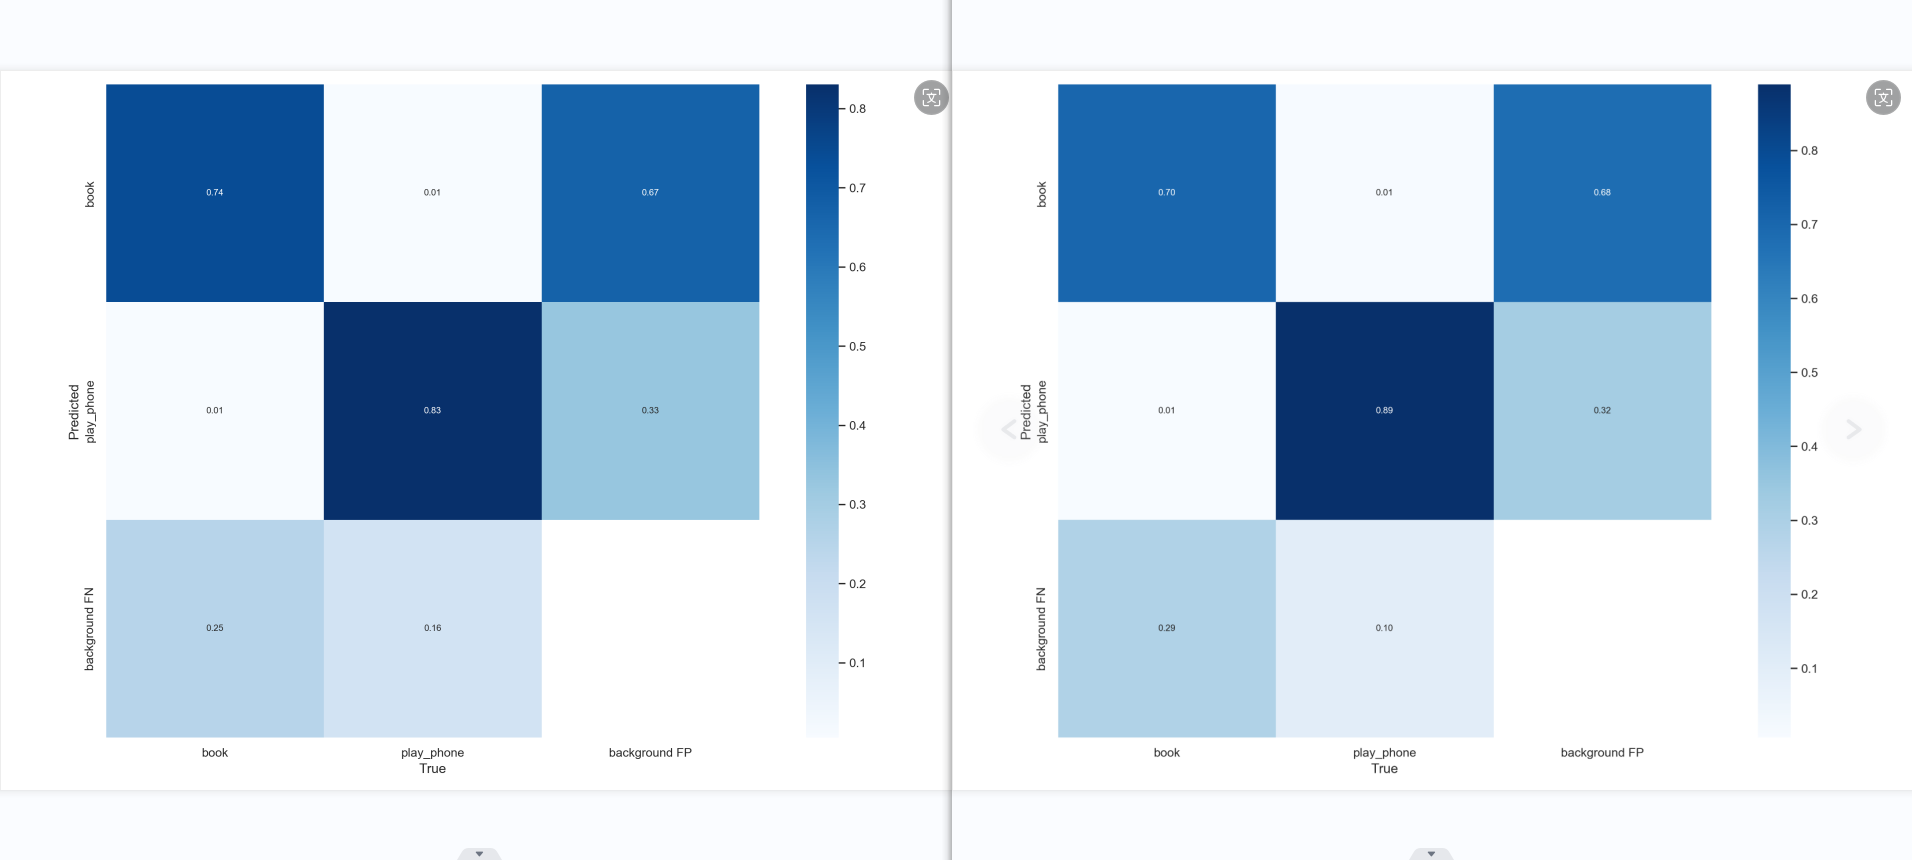 book
0.74
0.01
0.67
Predicted
play_phone
0.01
0.83
0.33
background FN
0.25
0.16
book
play_phone
background FP
True
0.8
0.7
0.6
0.5
0.4
0.3
0.2
0.1
文
book
0.70
0.01
0.68
Predicted
play_phone
0.01
0.89
0.32
background FN
0.29
0.10
book
play_phone
background FP
True
0.8
0.7
0.6
0.5
0.4
0.3
0.2
0.1
文